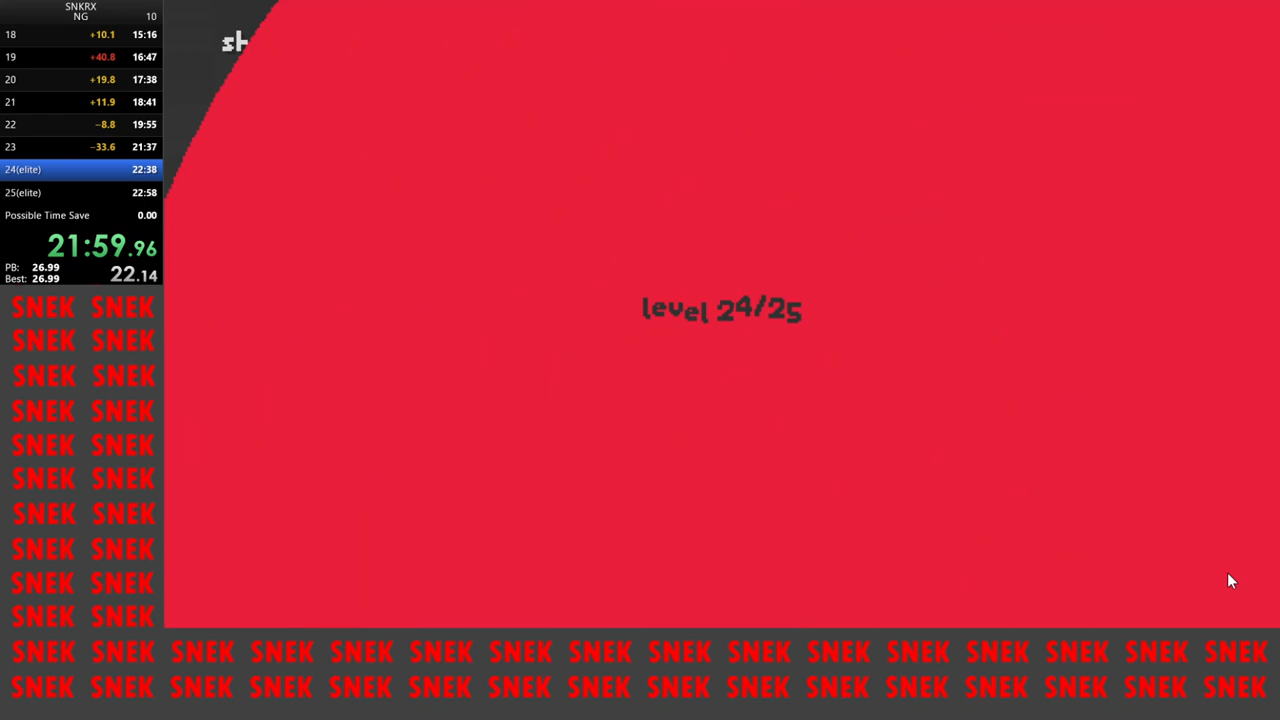 SNKRX
NG 10
18 +10.1 15:16
19 +40.8 16:47
20 +19.8 17:38
21 +11.9 18:41
22 −8.8 19:55
23 −33.6 21:37
24(elite) 22:38
25(elite) 22:58
Possible Time Save 0.00
21:59.96
PB: 26.99
Best: 26.99
22.14
sh
level 24/25
SNEK SNEK
SNEK SNEK
SNEK SNEK
SNEK SNEK
SNEK SNEK
SNEK SNEK
SNEK SNEK
SNEK SNEK
SNEK SNEK
SNEK SNEK
SNEK SNEK SNEK SNEK SNEK SNEK SNEK SNEK SNEK SNEK SNEK SNEK SNEK SNEK SNEK SNEK
SNEK SNEK SNEK SNEK SNEK SNEK SNEK SNEK SNEK SNEK SNEK SNEK SNEK SNEK SNEK SNEK